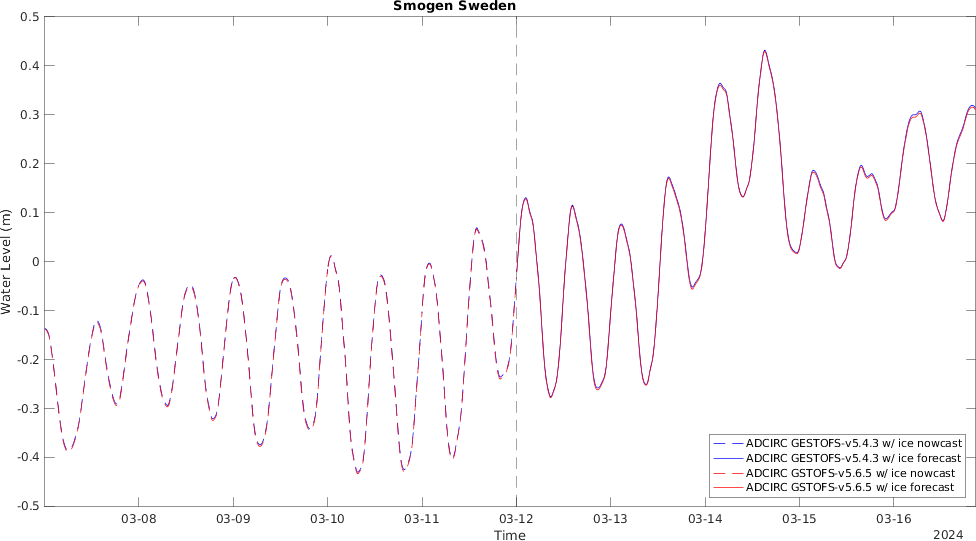 Smogen Sweden
0.5
0.4
0.3
0.2
0.1
0
-0.1
-0.2
-0.3
-0.4
-0.5
Water Level (m)
ADCIRC GESTOFS-v5.4.3 w/ ice nowcast
ADCIRC GESTOFS-v5.4.3 w/ ice forecast
ADCIRC GSTOFS-v5.6.5 w/ ice nowcast
ADCIRC GSTOFS-v5.6.5 w/ ice forecast
03-08 03-09 03-10 03-11 03-12 03-13 03-14 03-15 03-16
Time
2024